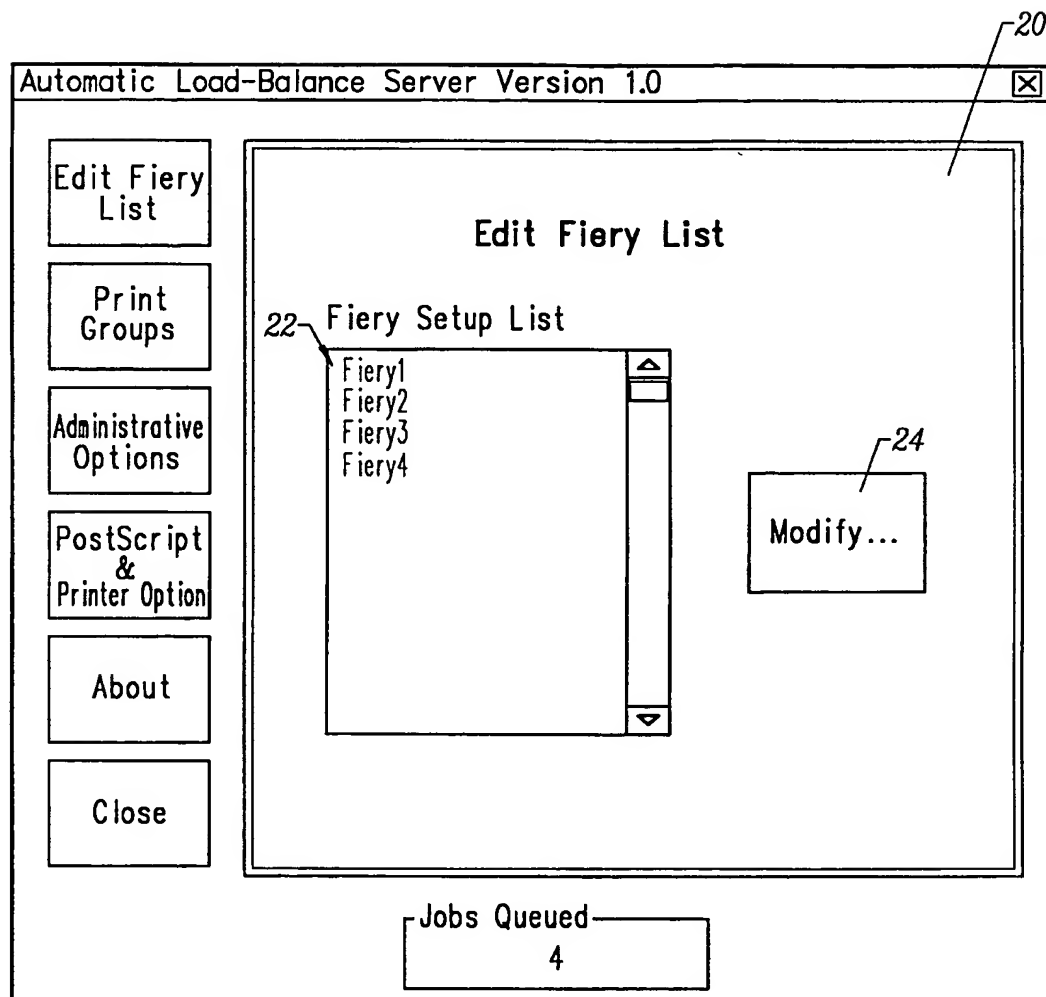 20
Automatic Load-Balance Server Version 1.0
Edit Fiery
List
Print
Groups
Administrative
Options
PostScript
&
Printer Option
About
Close
Edit Fiery List
22
Fiery Setup List
Fiery1
Fiery2
Fiery3
Fiery4
24
Modify...
Jobs Queued
4